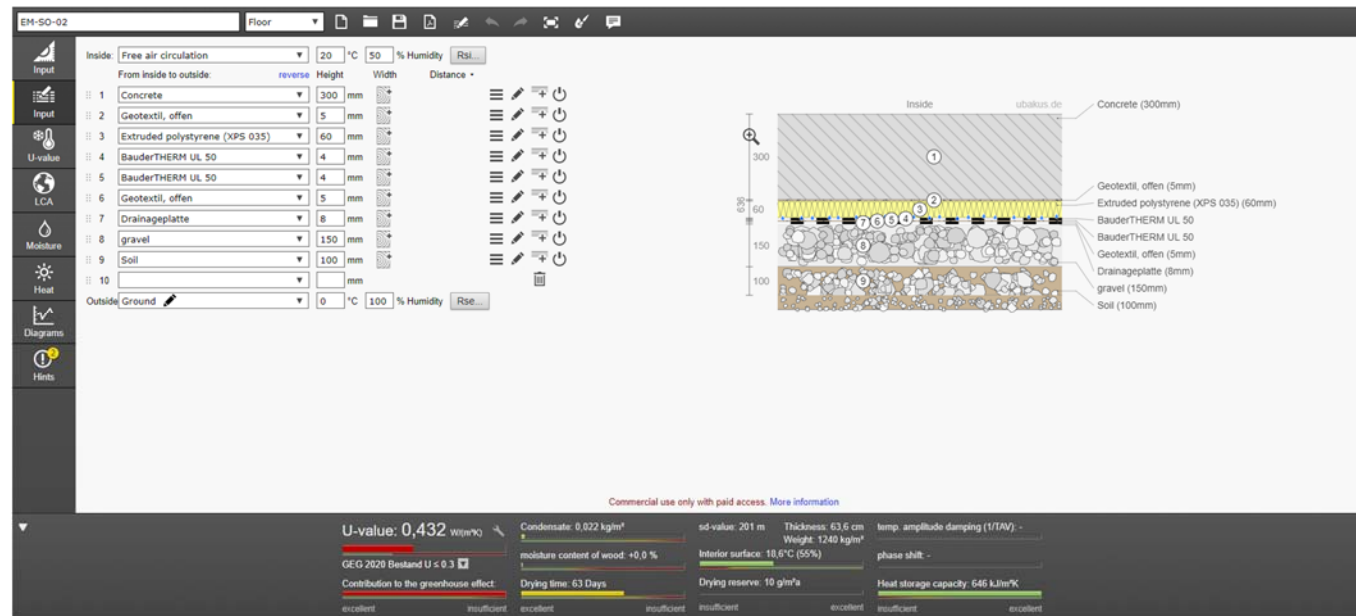 EM-SO-02 Floor
Input
Input
U-value
LCA
Moisture
Heat
Diagrams
2
Hints
Inside: Free air circulation 20 °C 50 % Humidity Rsi...
From inside to outside: reverse Height Width Distance
1 Concrete 300 mm
2 Geotextil, offen 5 mm
3 Extruded polystyrene (XPS 035) 60 mm
4 BauderTHERM UL 50 4 mm
5 BauderTHERM UL 50 4 mm
6 Geotextil, offen 5 mm
7 Drainageplatte 8 mm
8 gravel 150 mm
9 Soil 100 mm
10 mm
Outside Ground 0 °C 100 % Humidity Rse...
Inside ubakus.de
Concrete (300mm)
300
1
2
Geotextil, offen (5mm)
636
60
3
Extruded polystyrene (XPS 035) (60mm)
7 6 5 4
BauderTHERM UL 50
BauderTHERM UL 50
150
8
Geotextil, offen (5mm)
Drainageplatte (8mm)
100
9
gravel (150mm)
Soil (100mm)
Commercial use only with paid access. More information
U-value: 0,432 W/(m²K)
GEG 2020 Bestand U ≤ 0.3
Contribution to the greenhouse effect:
excellent insufficient
Condensate: 0,022 kg/m²
moisture content of wood: +0,0 %
Drying time: 63 Days
excellent insufficient
sd-value: 201 m Thickness: 63,6 cm
Weight: 1240 kg/m²
Interior surface: 18,6°C (55%)
Drying reserve: 10 g/m²a
insufficient excellent
temp. amplitude damping (1/TAV): -
phase shift: -
Heat storage capacity: 646 kJ/m²K
insufficient excellent